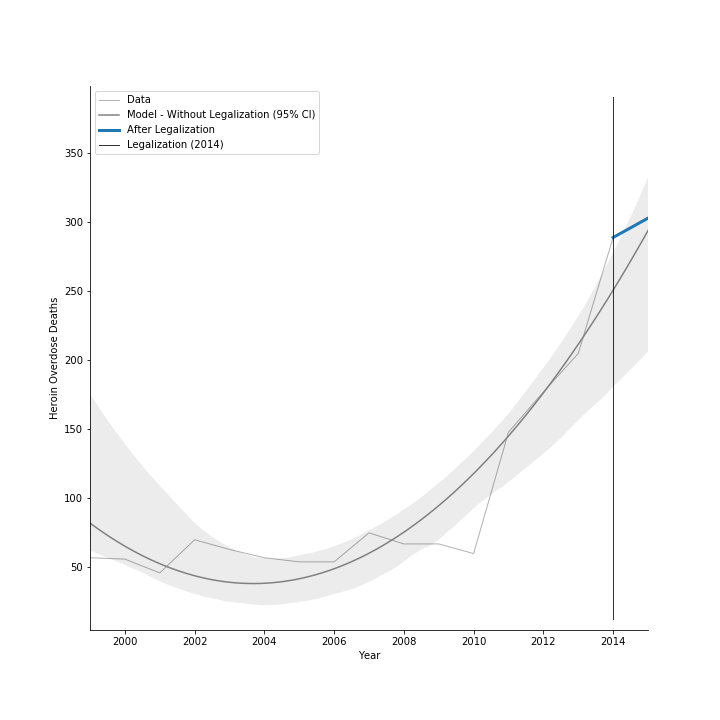 Data
Model - Without Legalization (95% CI)
After Legalization
Legalization (2014)
350
300
250
200
150
100
50
Heroin Overdose Deaths
2000 2002 2004 2006 2008 2010 2012 2014
Year